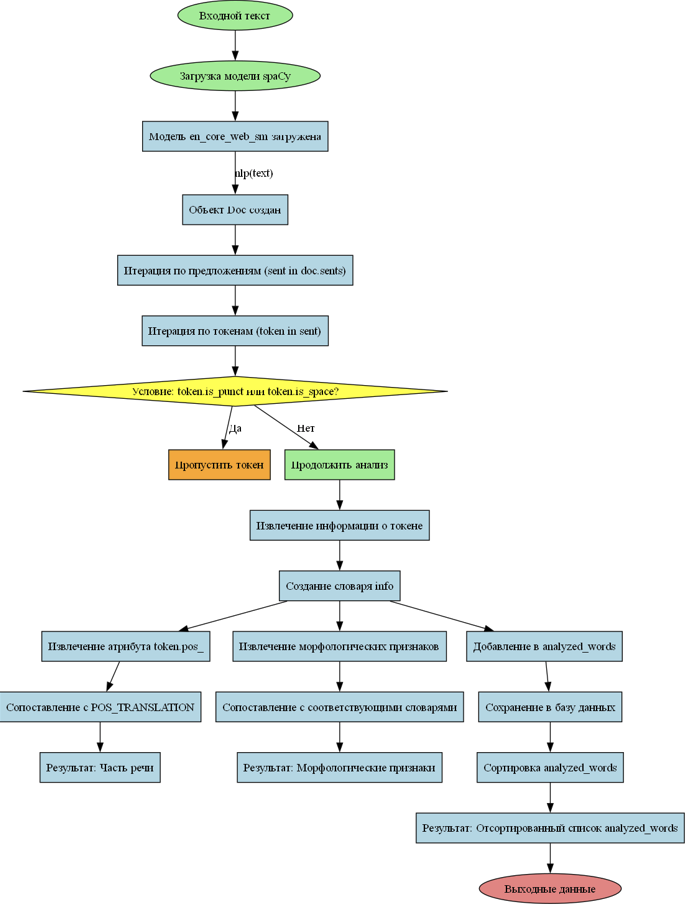 Входной текст
Загрузка модели spaCy
Модель en_core_web_sm загружена
nlp(text)
Объект Doc создан
Итерация по предложениям (sent in doc.sents)
Итерация по токенам (token in sent)
Условие: token.is_punct или token.is_space?
Да
Нет
Пропустить токен
Продолжить анализ
Извлечение информации о токене
Создание словаря info
Извлечение атрибута token.pos_
Извлечение морфологических признаков
Добавление в analyzed_words
Сопоставление с POS_TRANSLATION
Сопоставление с соответствующими словарями
Сохранение в базу данных
Результат: Часть речи
Результат: Морфологические признаки
Сортировка analyzed_words
Результат: Отсортированный список analyzed_words
Выходные данные